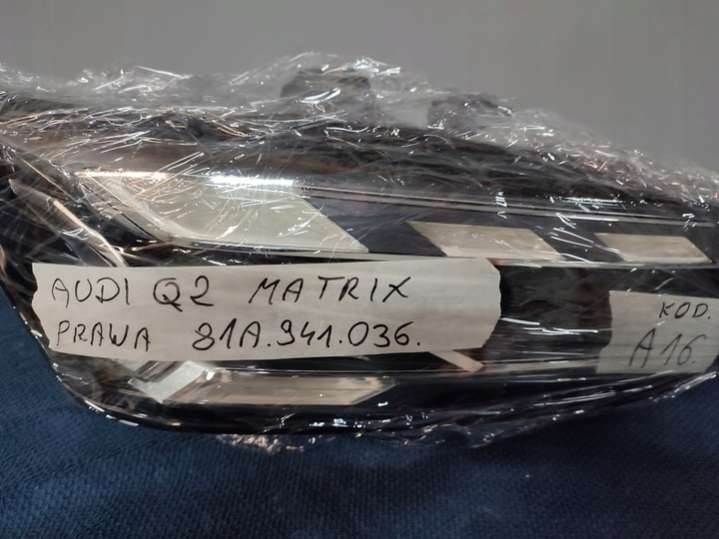 AUDI Q2 MATRIX
PRAWA 81A.941.036.
KOD.
A16.